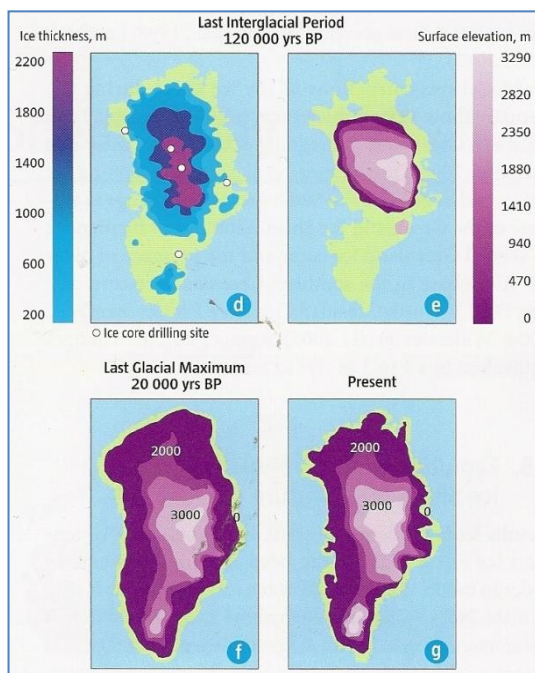 Last Interglacial Period
120 000 yrs BP
Ice thickness, m
Surface elevation, m
2200
1800
1400
1000
600
200
3290
2820
2350
1880
1410
940
470
0
d
e
Ice core drilling site
Last Glacial Maximum
20 000 yrs BP
Present
2000
3000
0
f
2000
3000
0
g